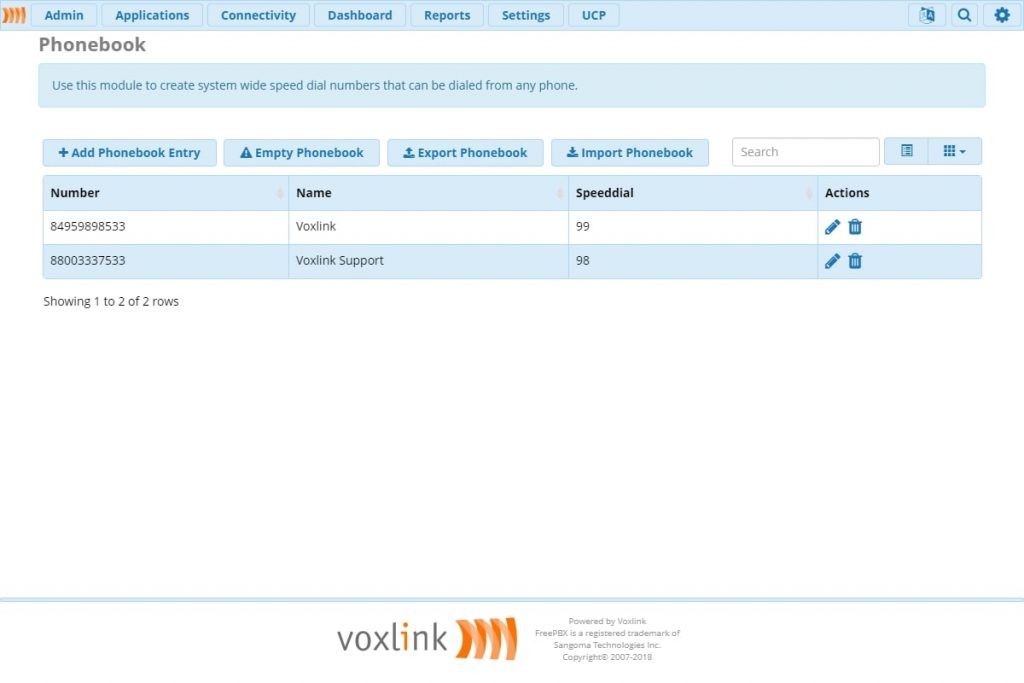 Admin Applications Connectivity Dashboard Reports Settings UCP
Phonebook
Use this module to create system wide speed dial numbers that can be dialed from any phone.
Add Phonebook Entry Empty Phonebook Export Phonebook Import Phonebook Search
Number Name Speeddial Actions
84959898533 Voxlink 99
88003337533 Voxlink Support 98
Showing 1 to 2 of 2 rows
voxlink
Powered by Voxlink
FreePBX is a registered trademark of
Sangoma Technologies Inc.
Copyright© 2007-2018